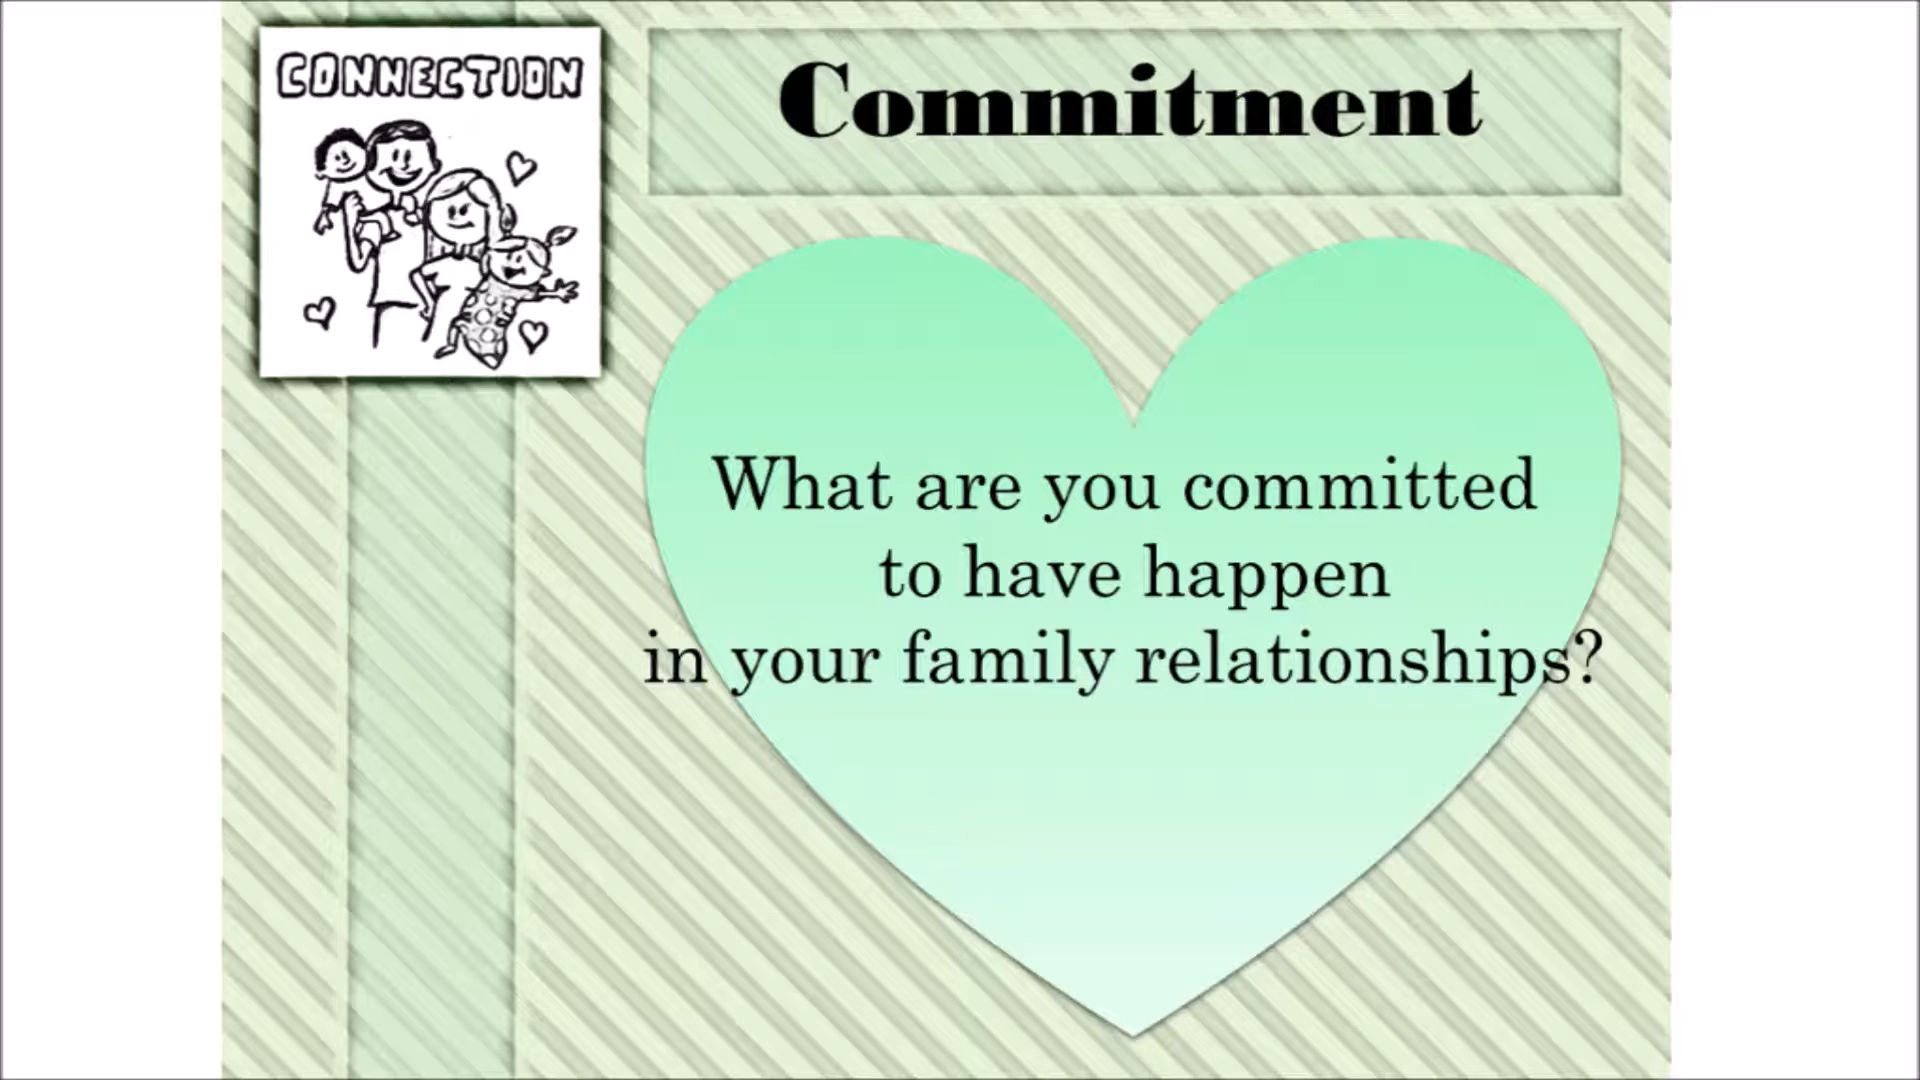 CONNECTION
Commitment
What are you committed
to have happen
in your family relationships?